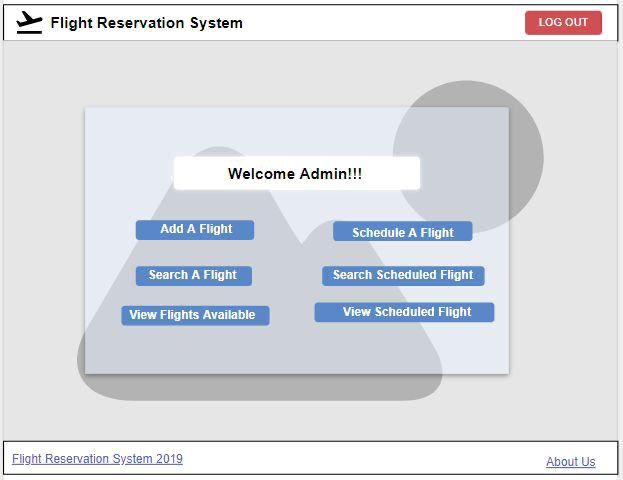 Flight Reservation System
LOG OUT
Welcome Admin!!!
Add A Flight
Schedule A Flight
Search A Flight
Search Scheduled Flight
View Flights Available
View Scheduled Flight
Flight Reservation System 2019
About Us